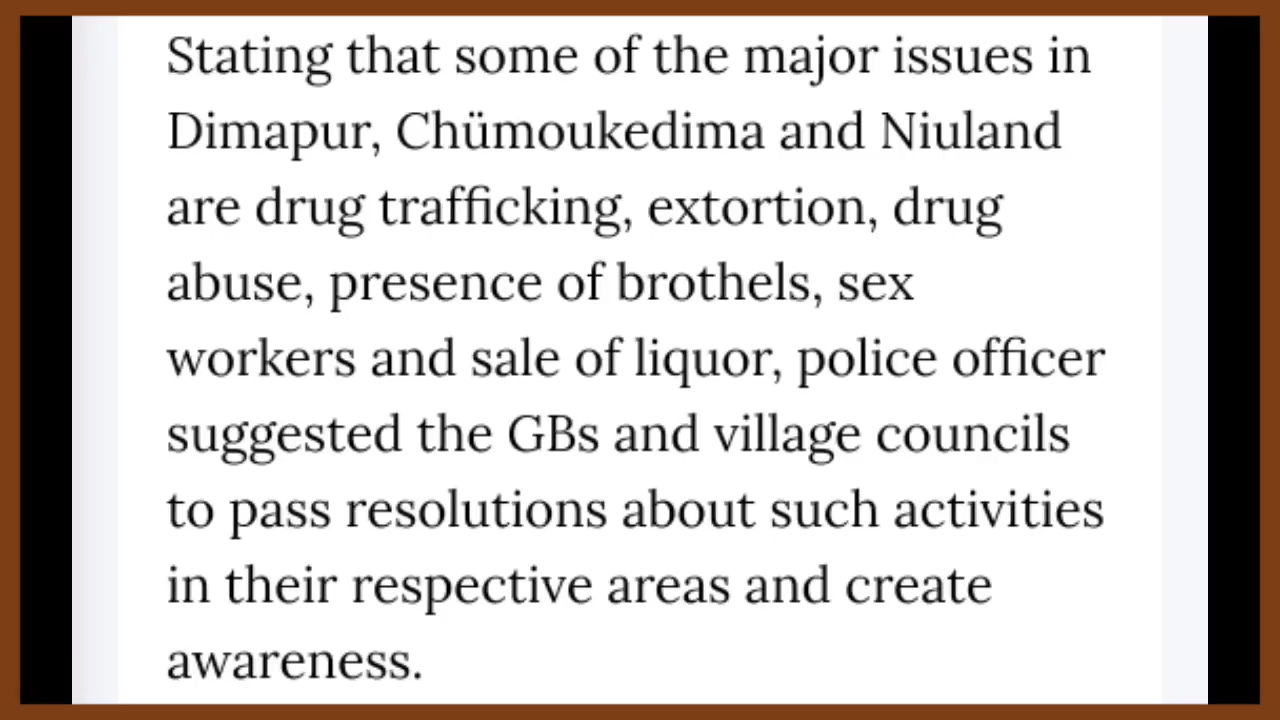 Stating that some of the major issues in
Dimapur, Chümoukedima and Niuland
are drug trafficking, extortion, drug
abuse, presence of brothels, sex
workers and sale of liquor, police officer
suggested the GBs and village councils
to pass resolutions about such activities
in their respective areas and create
awareness.